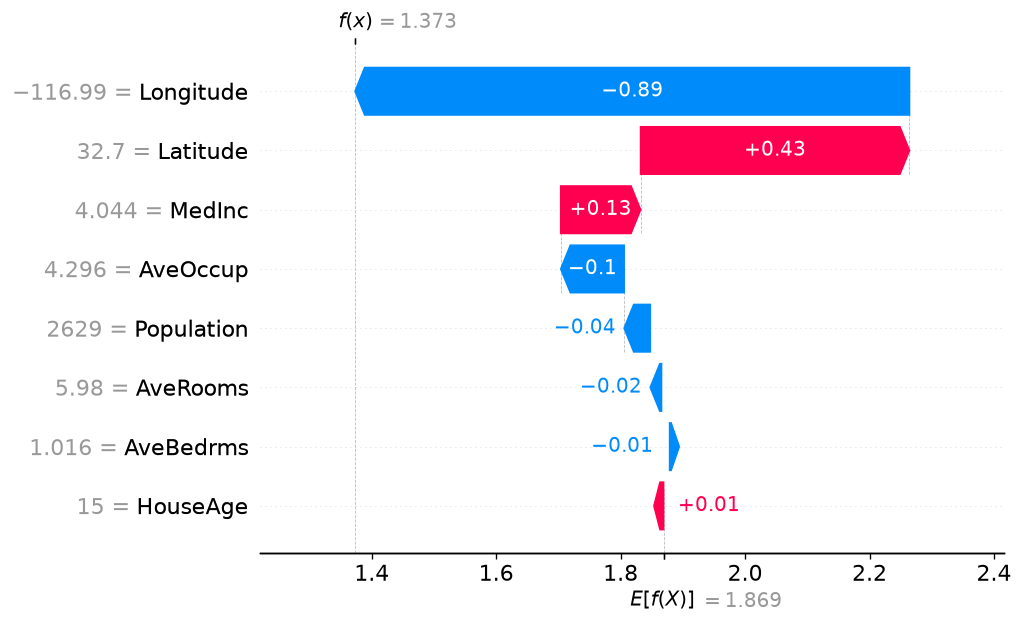 f(x) = 1.373
−116.99 = Longitude −0.89
32.7 = Latitude +0.43
4.044 = MedInc +0.13
4.296 = AveOccup −0.1
2629 = Population −0.04
5.98 = AveRooms −0.02
1.016 = AveBedrms −0.01
15 = HouseAge +0.01
1.4 1.6 1.8 2.0 2.2 2.4
E[f(X)] = 1.869